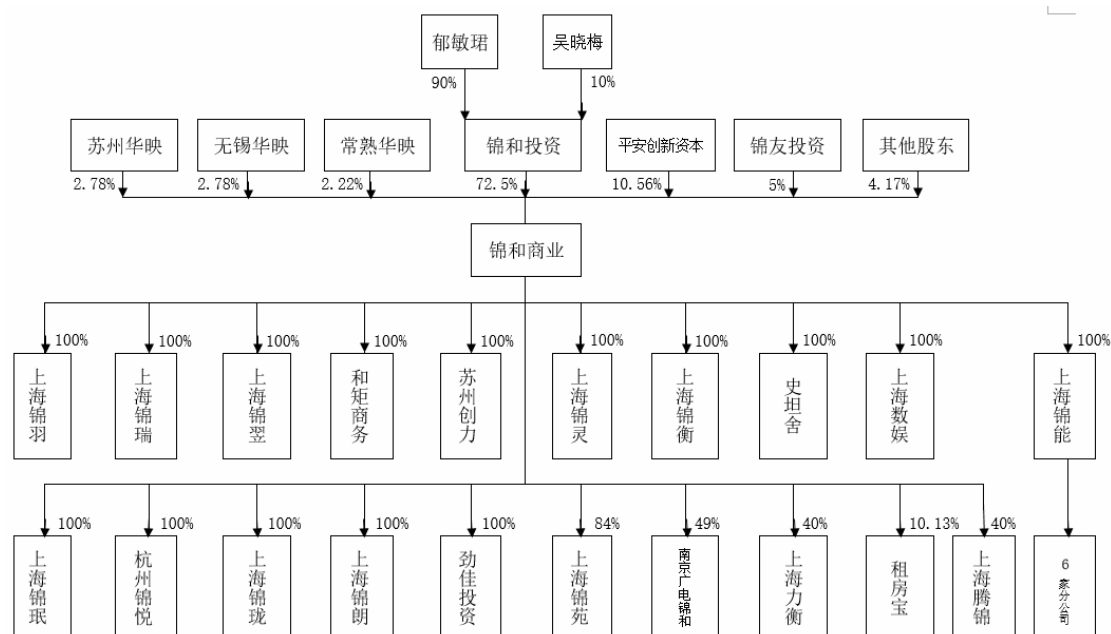 郁敏珺
吴晓梅
90%
10%
苏州华映
无锡华映
常熟华映
锦和投资
平安创新资本
锦友投资
其他股东
2.78%
2.78%
2.22%
72.5%
10.56%
5%
4.17%
锦和商业
100%
100%
100%
100%
100%
100%
100%
100%
100%
100%
上海锦羽
上海锦瑞
上海锦翌
和矩商务
苏州创力
上海锦灵
上海锦衡
史坦舍
上海数娱
上海锦能
100%
100%
100%
100%
100%
84%
49%
40%
10.13%
40%
上海锦珉
杭州锦悦
上海锦珑
上海锦朗
劲佳投资
上海锦苑
南京广电锦和
上海力衡
租房宝
上海腾锦
6家分公司